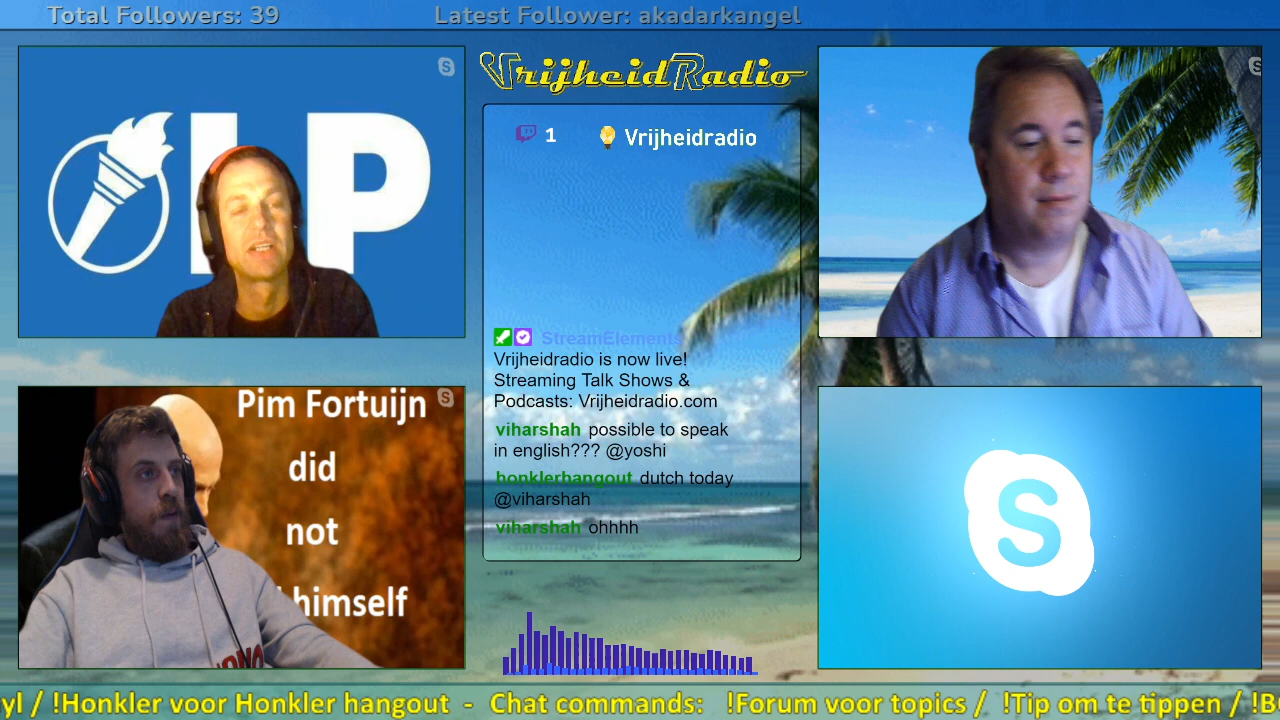 Total Followers: 39
Latest Follower: akadarkangel
LP
VrijheidRadio
1
Vrijheidradio
StreamElements
Vrijheidradio is now live!
Streaming Talk Shows &
Podcasts: Vrijheidradio.com
viharshah possible to speak
in english??? @yoshi
honklerhangout dutch today
@viharshah
viharshah ohhhh
Pim Fortuijn
did
not
himself
S
yl / !Honkler voor Honkler hangout - Chat commands: !Forum voor topics / !Tip om te tippen / !B